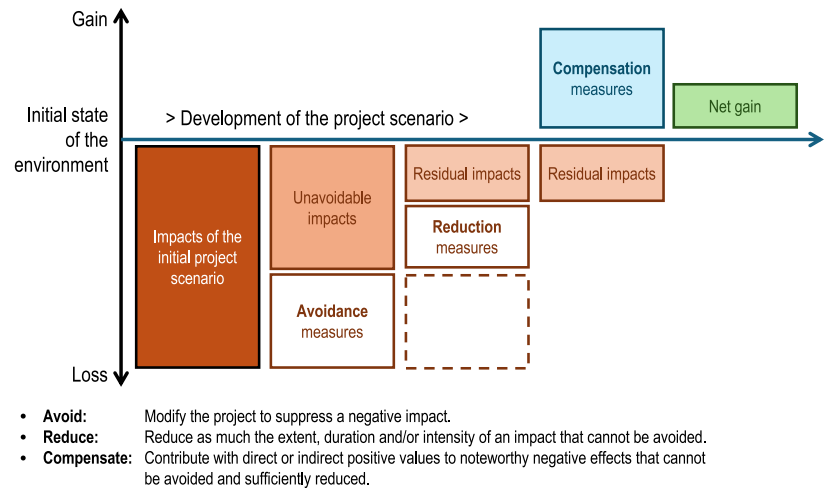 Gain
Initial state
of the
environment
Loss
> Development of the project scenario >
Compensation
measures
Net gain
Impacts of the
initial project
scenario
Unavoidable
impacts
Avoidance
measures
Residual impacts
Reduction
measures
Residual impacts
• Avoid: Modify the project to suppress a negative impact.
• Reduce: Reduce as much the extent, duration and/or intensity of an impact that cannot be avoided.
• Compensate: Contribute with direct or indirect positive values to noteworthy negative effects that cannot
be avoided and sufficiently reduced.